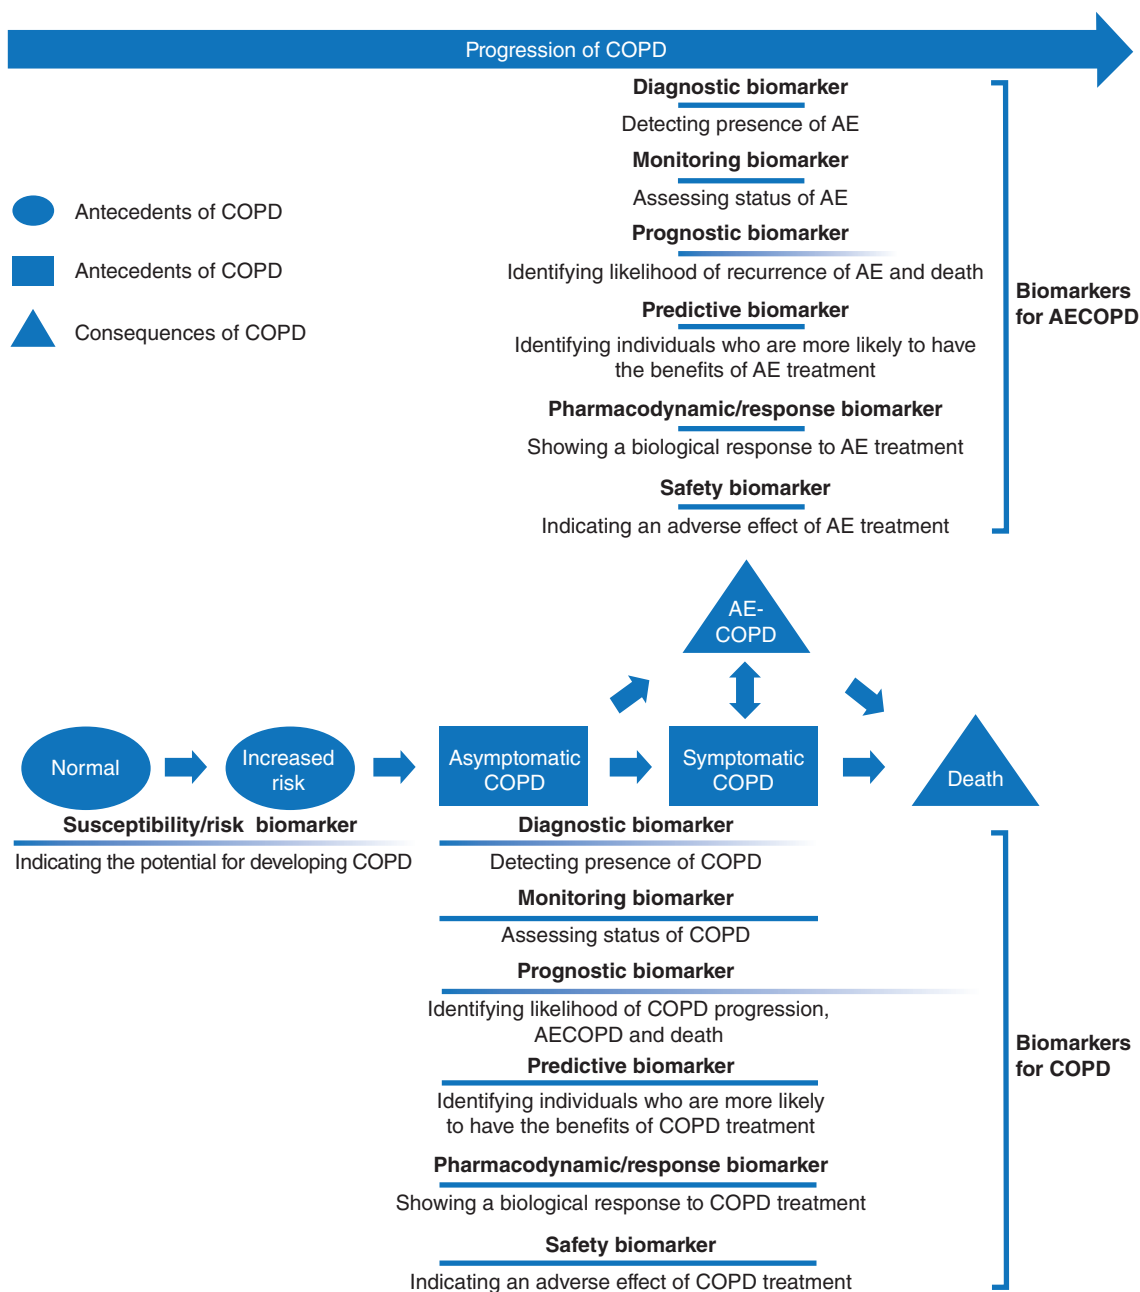 Progression of COPD
Diagnostic biomarker
Detecting presence of AE
Monitoring biomarker
Assessing status of AE
Prognostic biomarker
Identifying likelihood of recurrence of AE and death
Predictive biomarker
Identifying individuals who are more likely to have
the benefits of AE treatment
Pharmacodynamic/response biomarker
Showing a biological response to AE treatment
Safety biomarker
Indicating an adverse effect of AE treatment
Biomarkers
for AECOPD
Antecedents of COPD
Antecedents of COPD
Consequences of COPD
AE-
COPD
Normal
Increased
risk
Asymptomatic
COPD
Symptomatic
COPD
Death
Susceptibility/risk biomarker
Indicating the potential for developing COPD
Diagnostic biomarker
Detecting presence of COPD
Monitoring biomarker
Assessing status of COPD
Prognostic biomarker
Identifying likelihood of COPD progression,
AECOPD and death
Predictive biomarker
Identifying individuals who are more likely
to have the benefits of COPD treatment
Pharmacodynamic/response biomarker
Showing a biological response to COPD treatment
Safety biomarker
Indicating an adverse effect of COPD treatment
Biomarkers
for COPD